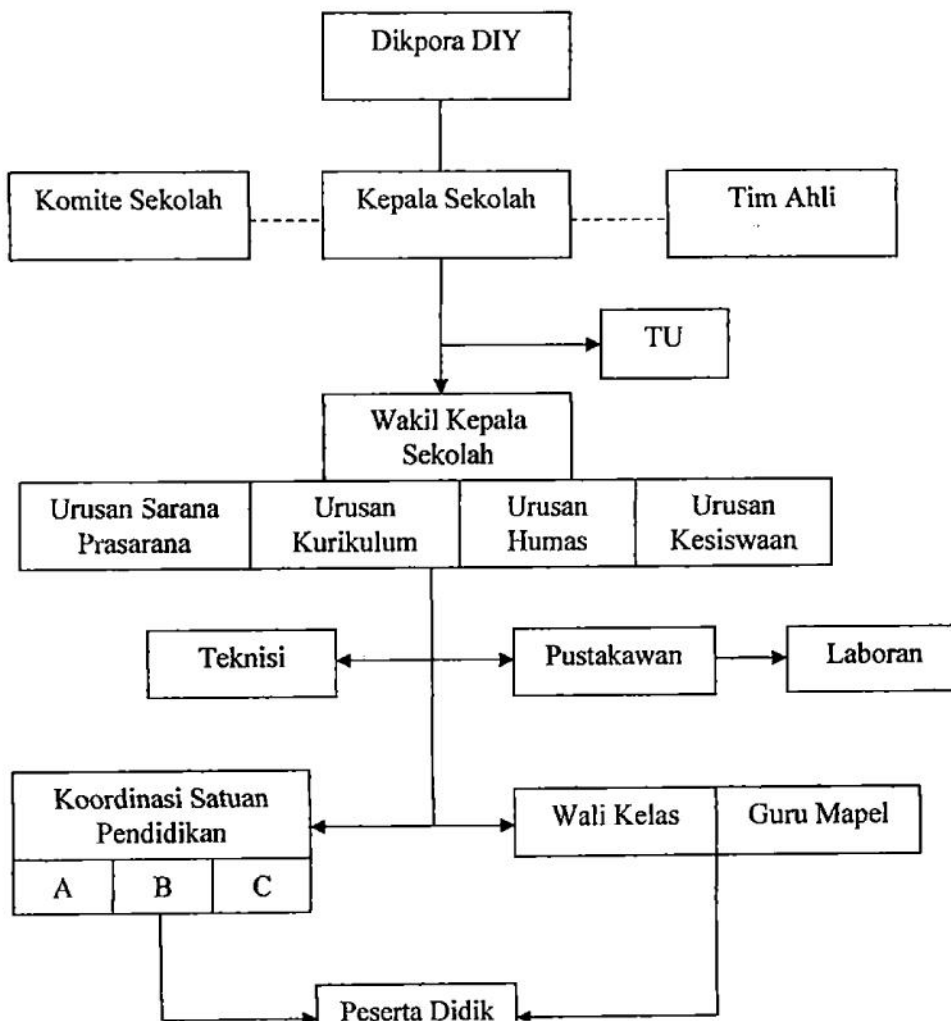 Dikpora DIY
Komite Sekolah
Kepala Sekolah
Tim Ahli
TU
Wakil Kepala
Sekolah
Urusan Sarana
Prasarana
Urusan
Kurikulum
Urusan
Humas
Urusan
Kesiswaan
Teknisi
Pustakawan
Laboran
Koordinasi Satuan
Pendidikan
A
B
C
Wali Kelas
Guru Mapel
Peserta Didik